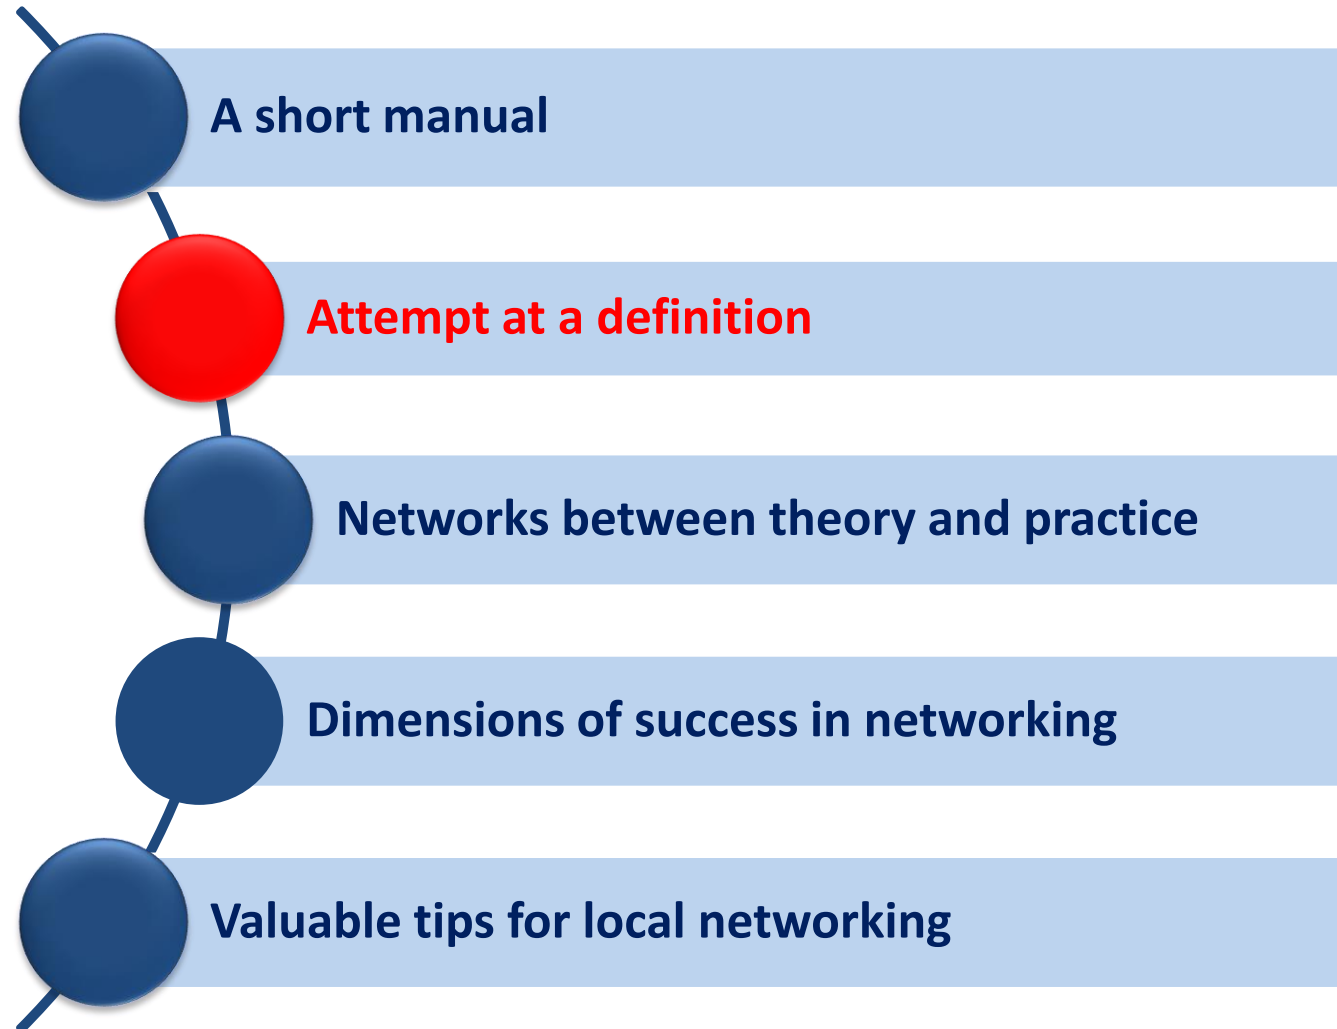 A short manual
Attempt at a definition
Networks between theory and practice
Dimensions of success in networking
Valuable tips for local networking